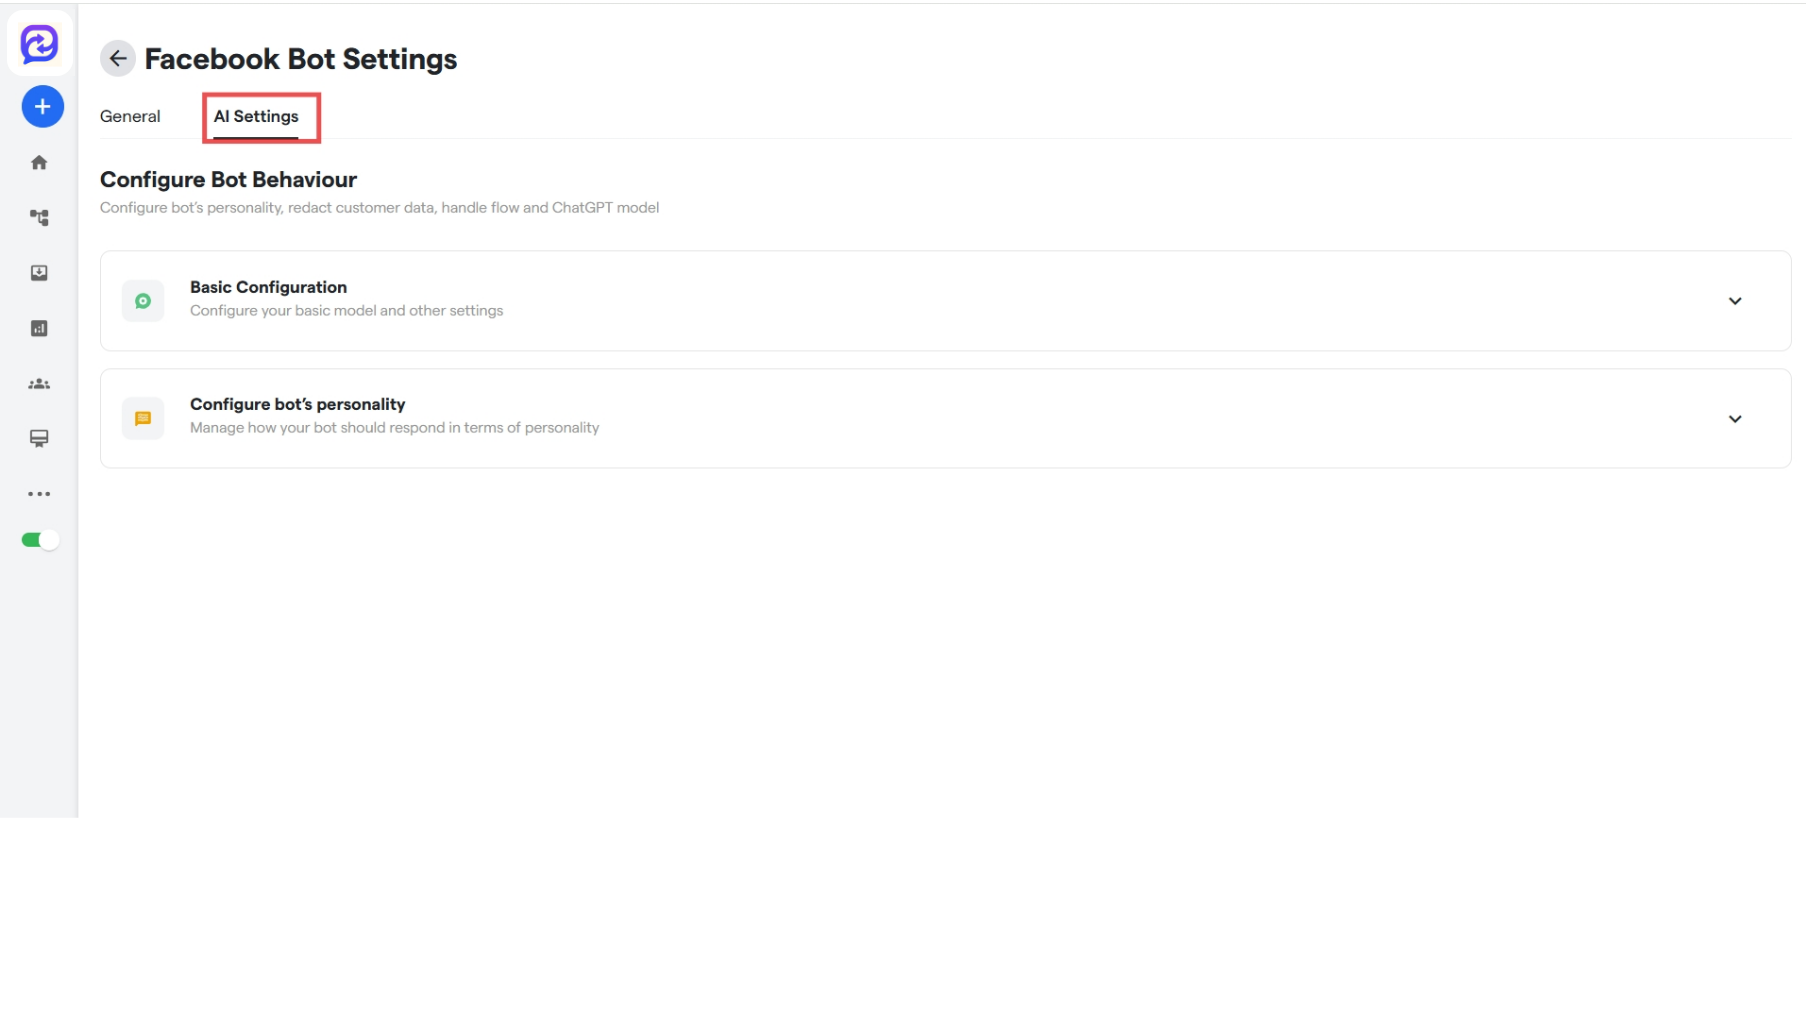 Facebook Bot Settings
General
AI Settings
Configure Bot Behaviour
Configure bot's personality, redact customer data, handle flow and ChatGPT model
Basic Configuration
Configure your basic model and other settings
Configure bot's personality
Manage how your bot should respond in terms of personality